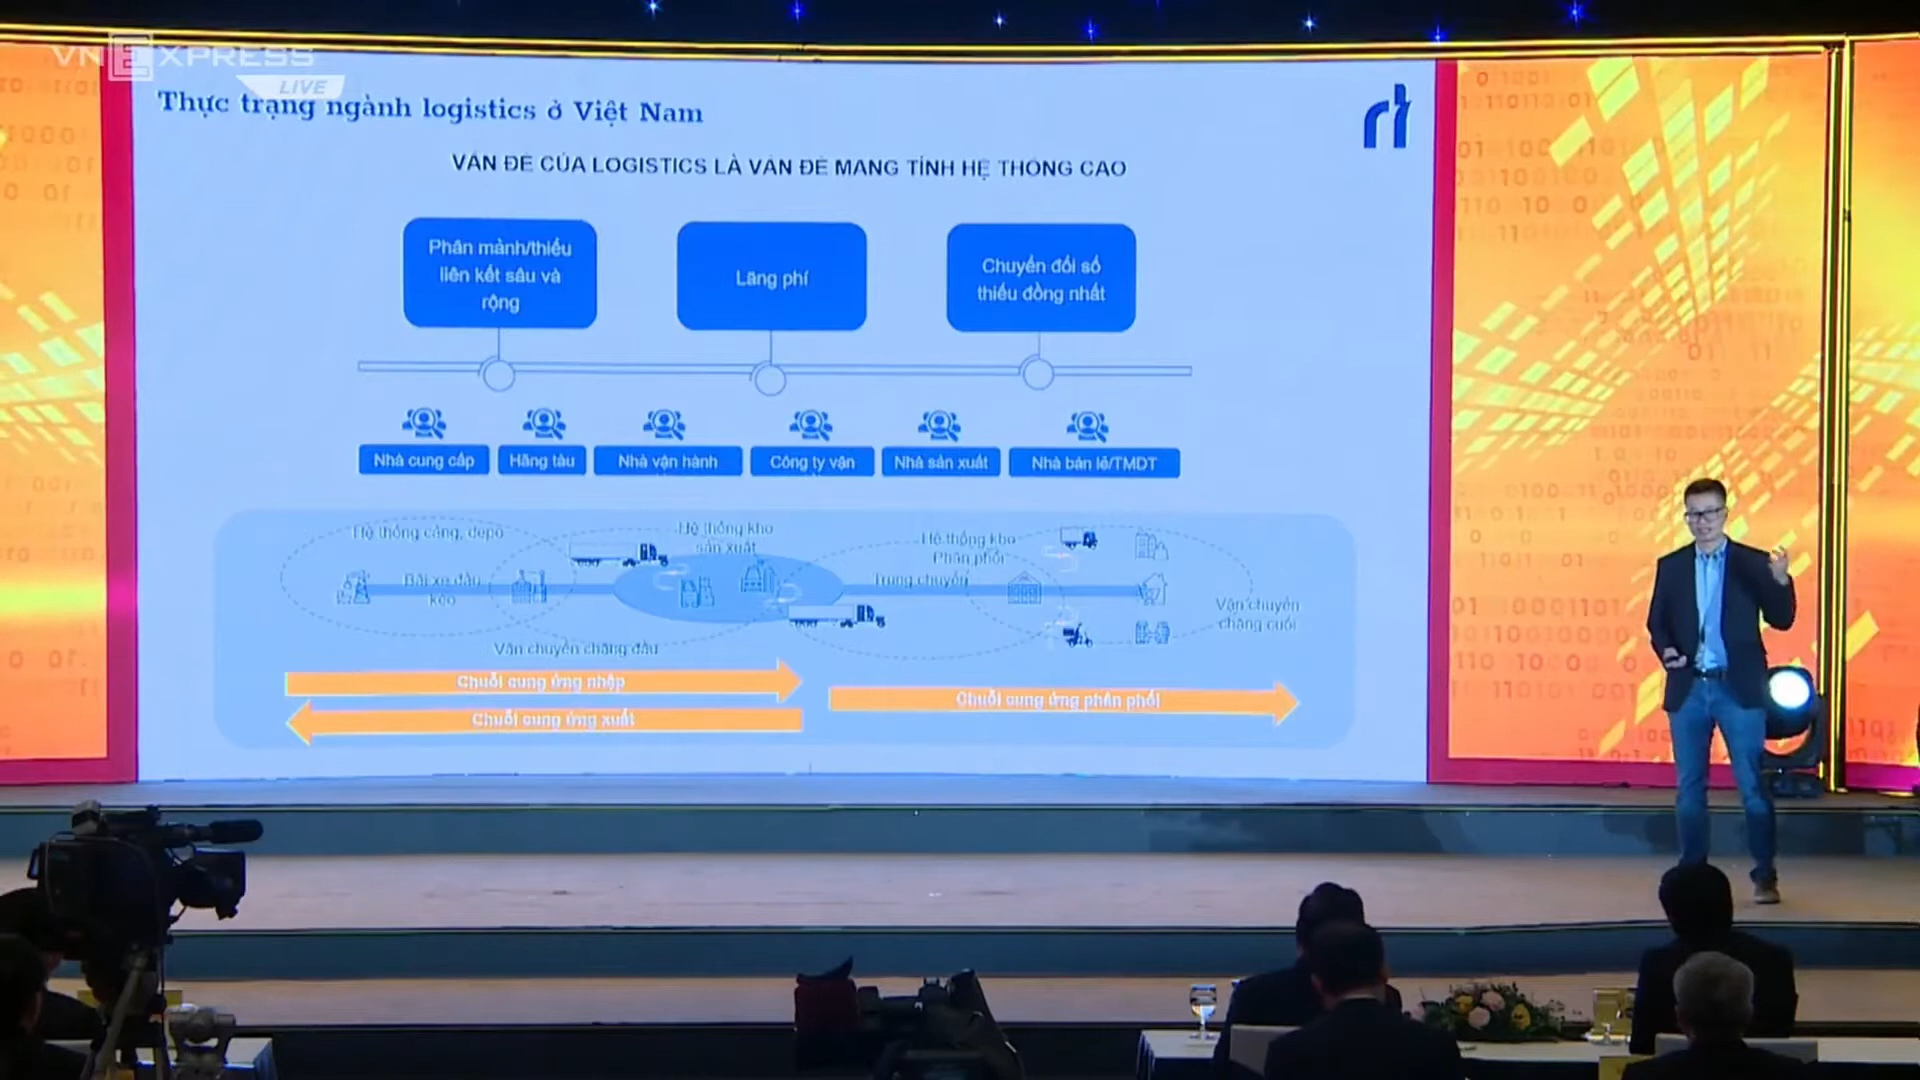 VNEXPRESS
LIVE
Thực trạng ngành logistics ở Việt Nam
VẤN ĐỀ CỦA LOGISTICS LÀ VẤN ĐỀ MANG TÍNH HỆ THỐNG CAO
Phân mảnh/thiếu
liên kết sâu và
rộng
Lãng phí
Chuyển đổi số
thiếu đồng nhất
Nhà cung cấp
Hãng tàu
Nhà vận hành
Công ty vận
Nhà sản xuất
Nhà bán lẻ/TMDT
Hệ thống cảng, depo
Hệ thống kho
sản xuất
Hệ thống kho
Phân phối
Bãi xe đầu
kéo
Trung chuyển
Vận chuyển
chặng cuối
Vận chuyển chặng đầu
Chuỗi cung ứng nhập
Chuỗi cung ứng phân phối
Chuỗi cung ứng xuất